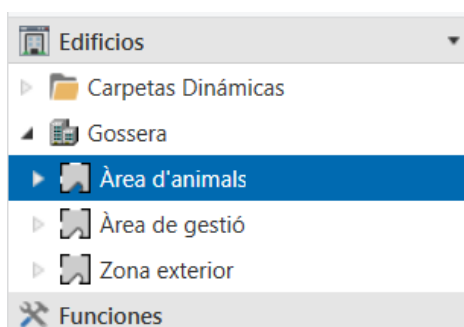 Edificios
Carpetas Dinámicas
Gossera
Àrea d'animals
Àrea de gestió
Zona exterior
Funciones